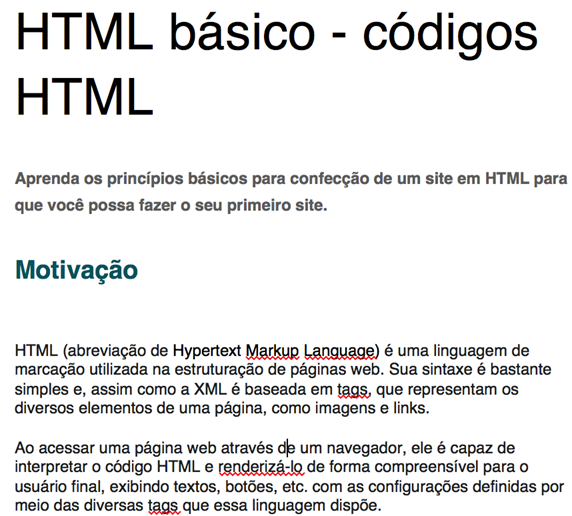 HTML básico - códigos
HTML
Aprenda os princípios básicos para confecção de um site em HTML para
que você possa fazer o seu primeiro site.
Motivação
HTML (abreviação de Hypertext Markup Language) é uma linguagem de
marcação utilizada na estruturação de páginas web. Sua sintaxe é bastante
simples e, assim como a XML é baseada em tags, que representam os
diversos elementos de uma página, como imagens e links.
Ao acessar uma página web através de um navegador, ele é capaz de
interpretar o código HTML e renderizá-lo de forma compreensível para o
usuário final, exibindo textos, botões, etc. com as configurações definidas por
meio das diversas tags que essa linguagem dispõe.